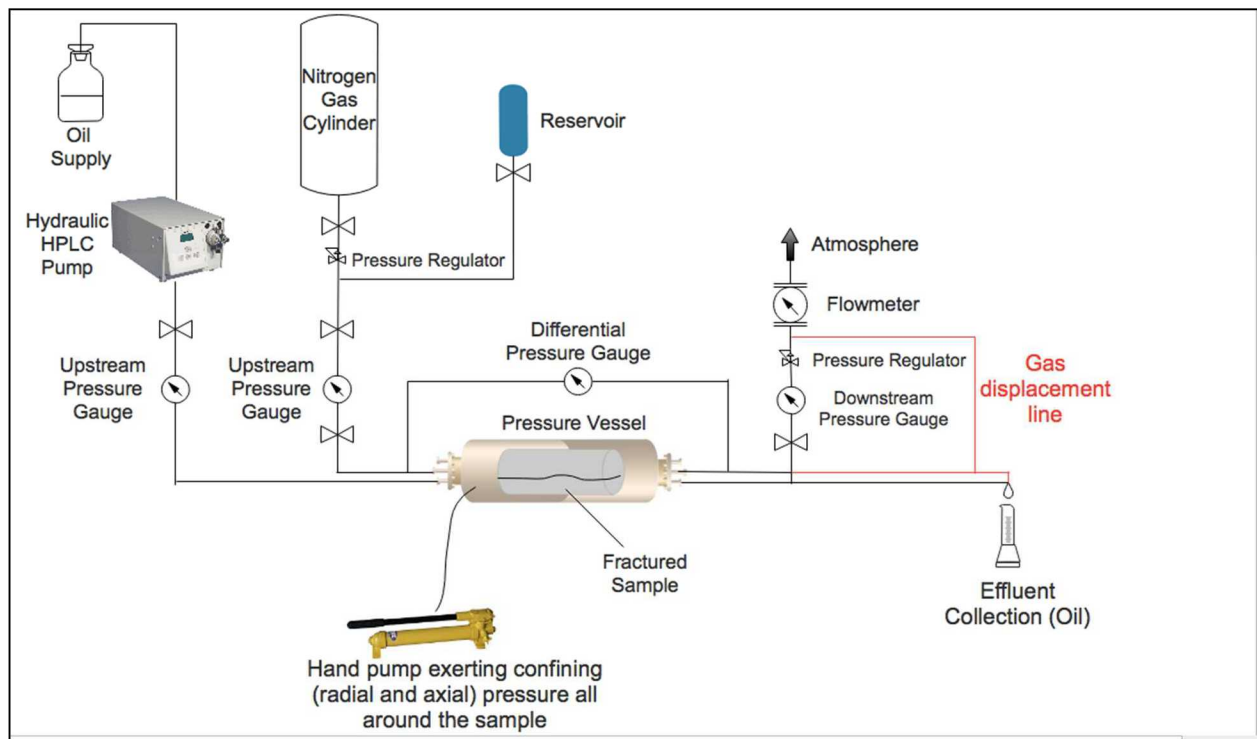 Oil
Supply
Nitrogen
Gas
Cylinder
Reservoir
Hydraulic
HPLC
Pump
Pressure Regulator
Atmosphere
Flowmeter
Differential
Pressure Gauge
Upstream
Pressure
Gauge
Upstream
Pressure
Gauge
Pressure Regulator
Gas
displacement
line
Downstream
Pressure Gauge
Pressure Vessel
Fractured
Sample
Effluent
Collection (Oil)
Hand pump exerting confining
(radial and axial) pressure all
around the sample